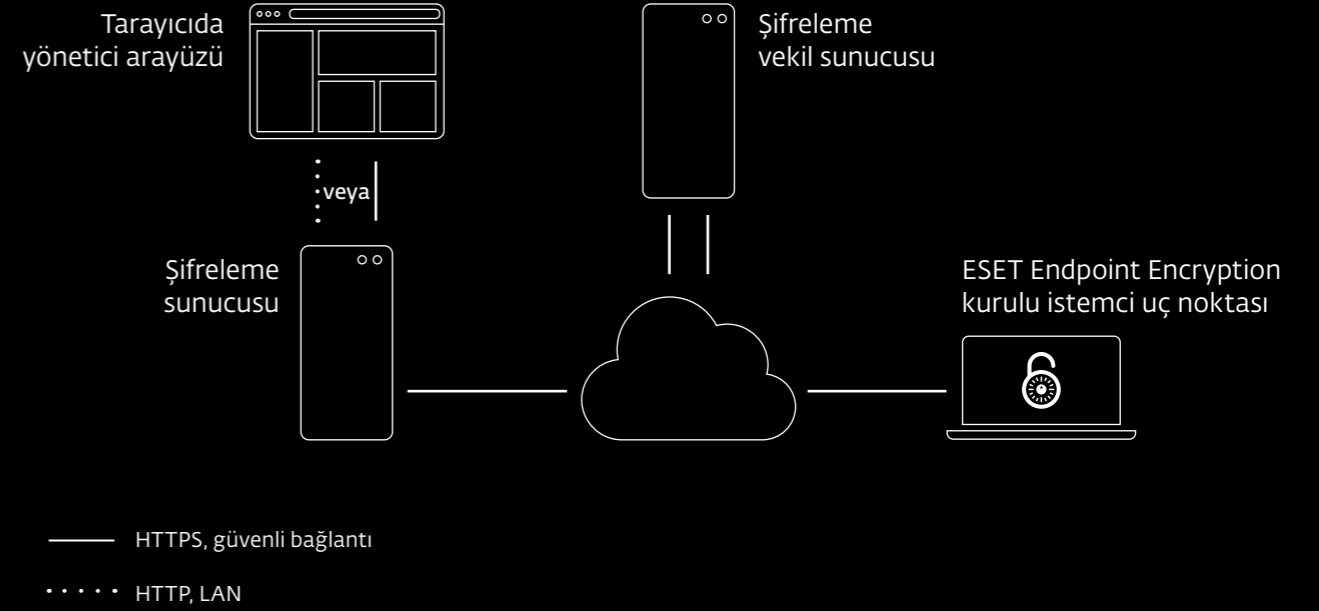 Tarayıcıda
yönetici arayüzü
Şifreleme
vekil sunucusu
veya
Şifreleme
sunucusu
ESET Endpoint Encryption
kurulu istemci uç noktası
HTTPS, güvenli bağlantı
HTTP, LAN